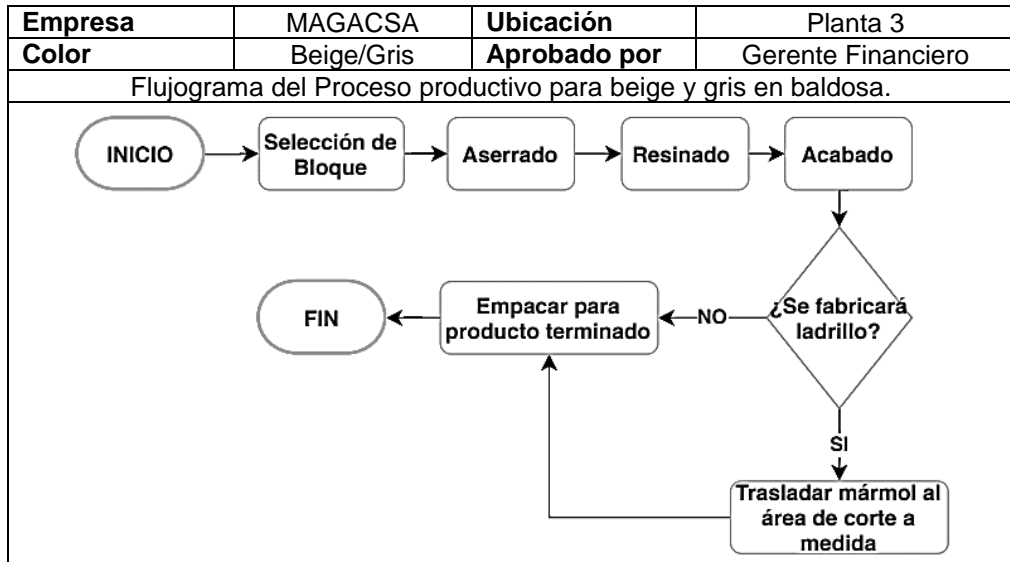 Empresa MAGACSA Ubicación Planta 3
Color Beige/Gris Aprobado por Gerente Financiero
Flujograma del Proceso productivo para beige y gris en baldosa.
INICIO
Selección de
Bloque
Aserrado
Resinado
Acabado
¿Se fabricará
ladrillo?
NO
Empacar para
producto terminado
FIN
SI
Trasladar mármol al
área de corte a
medida